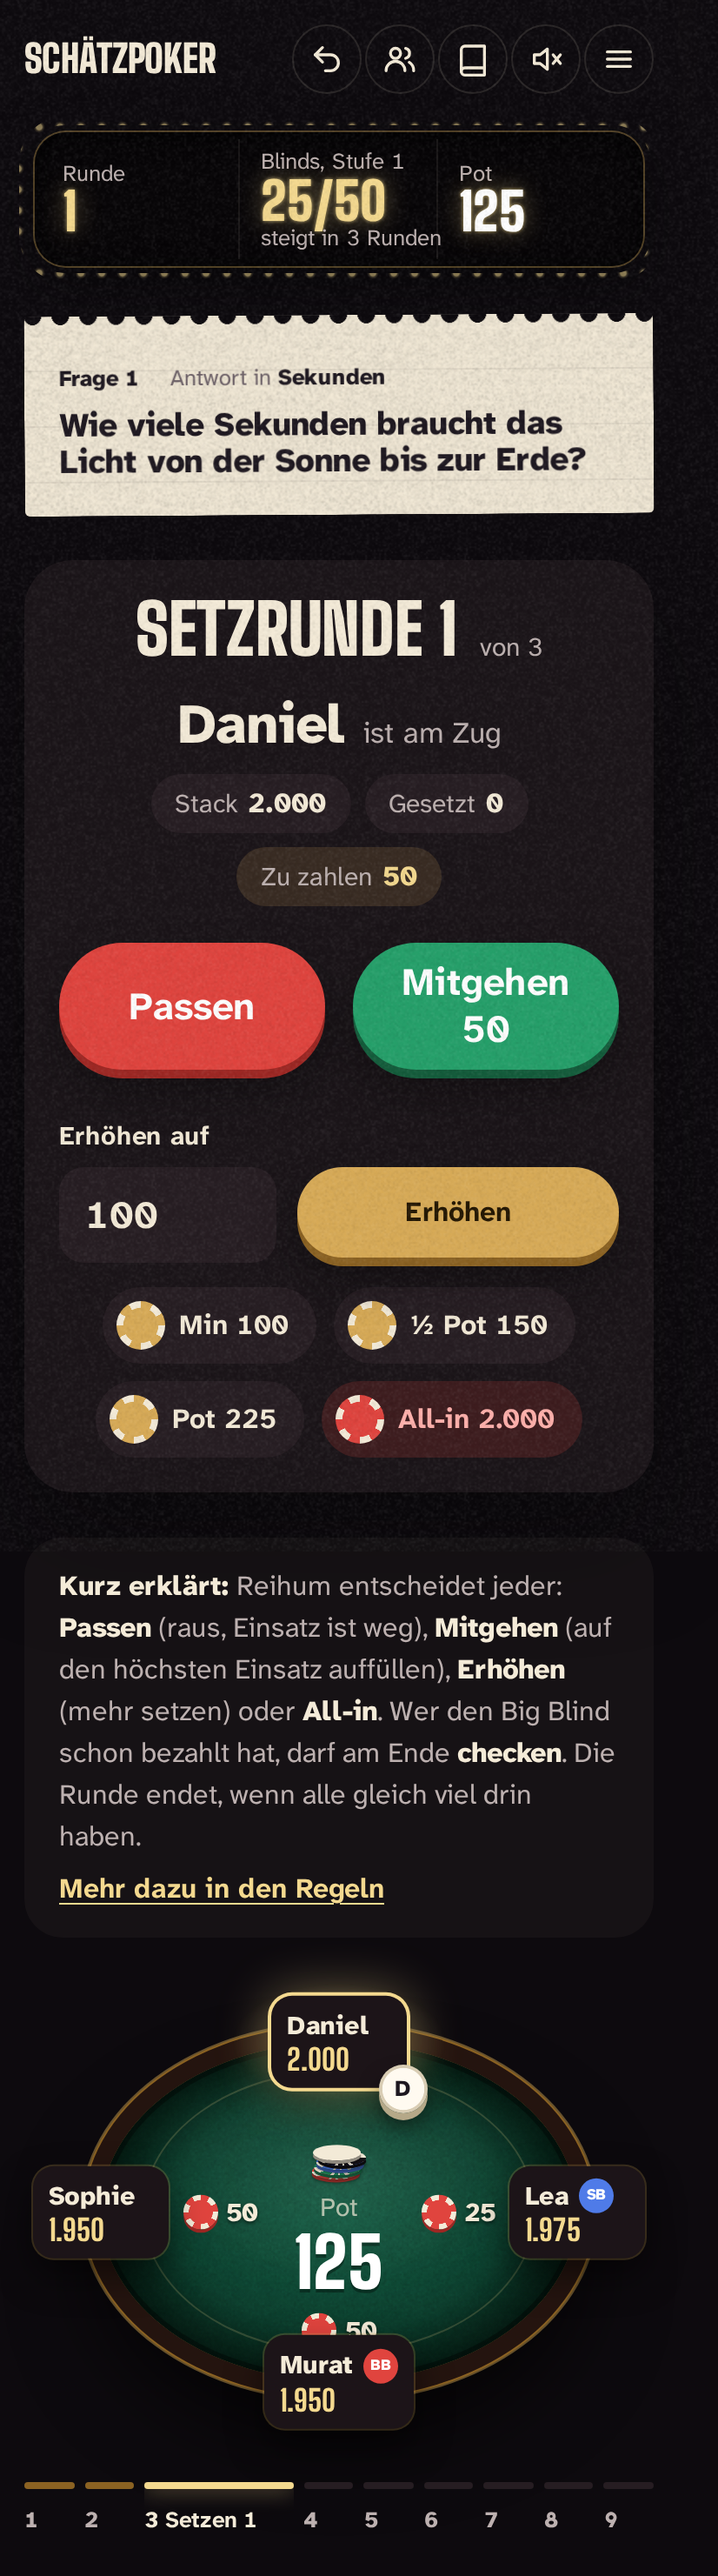 SCHÄTZPOKER
Runde
1
Blinds, Stufe 1
25/50
steigt in 3 Runden
Pot
125
Frage 1 Antwort in Sekunden
Wie viele Sekunden braucht das
Licht von der Sonne bis zur Erde?
SETZRUNDE 1 von 3
Daniel ist am Zug
Stack 2.000 Gesetzt 0
Zu zahlen 50
Passen
Mitgehen
50
Erhöhen auf
100
Erhöhen
Min 100
½ Pot 150
Pot 225
All-in 2.000
Kurz erklärt: Reihum entscheidet jeder:
Passen (raus, Einsatz ist weg), Mitgehen (auf
den höchsten Einsatz auffüllen), Erhöhen
(mehr setzen) oder All-in. Wer den Big Blind
schon bezahlt hat, darf am Ende checken. Die
Runde endet, wenn alle gleich viel drin
haben.
Mehr dazu in den Regeln
Daniel
2.000
D
Sophie
1.950
50
Pot
125
25
Lea SB
1.975
50
Murat BB
1.950
1 2 3 Setzen 1 4 5 6 7 8 9